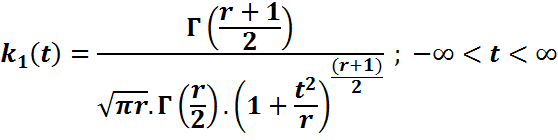 k₁(t) = Γ((r + 1)/2) / (√(πr).Γ(r/2).(1 + t²/r)^((r+1)/2)) ; −∞ < t < ∞